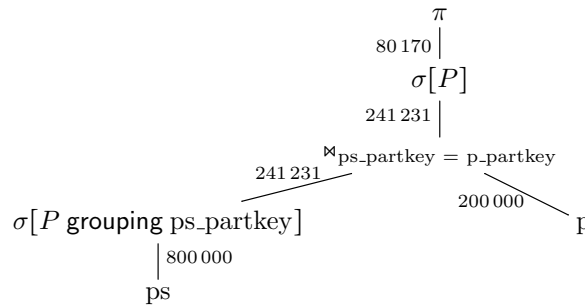 π
80 170
σ[P]
241 231
⋈ps_partkey = p_partkey
241 231
200 000
σ[P grouping ps_partkey]
p
800 000
ps